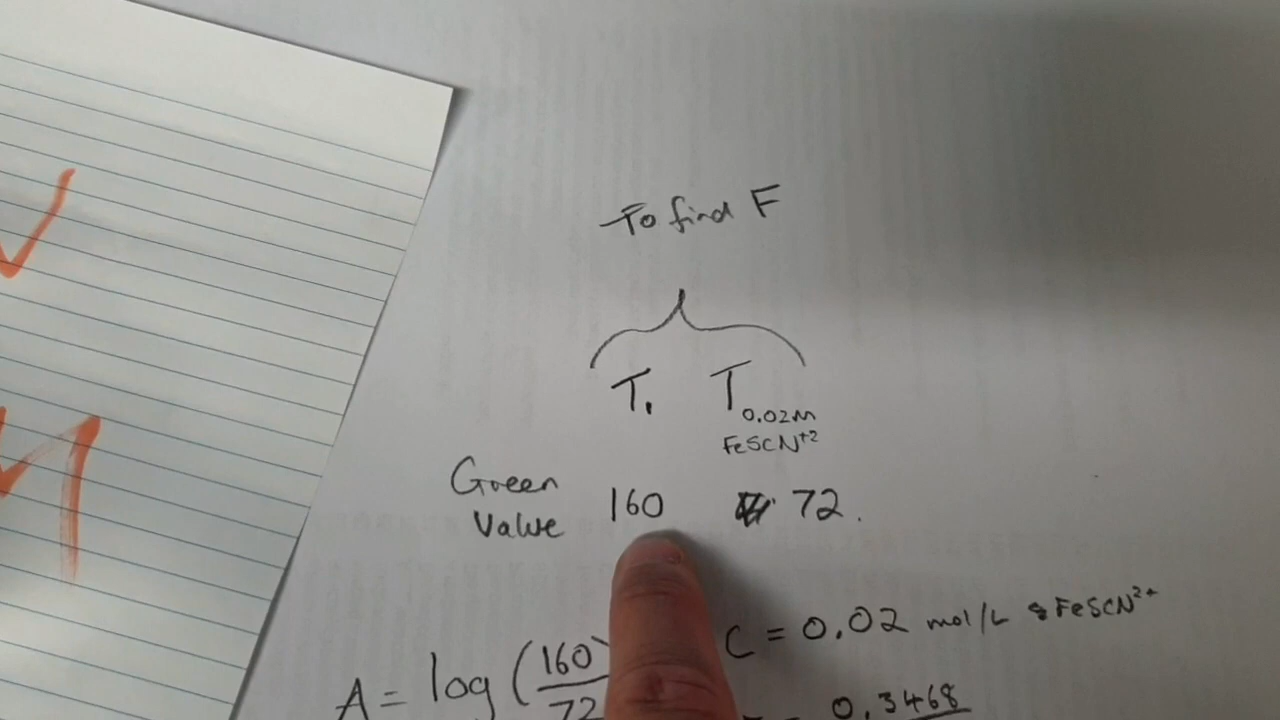 To find F
T. T0.02M
FeSCN+2
Green
Value 160 72.
C = 0.02 mol/L FeSCN2+
A = log (160
72
0.3468